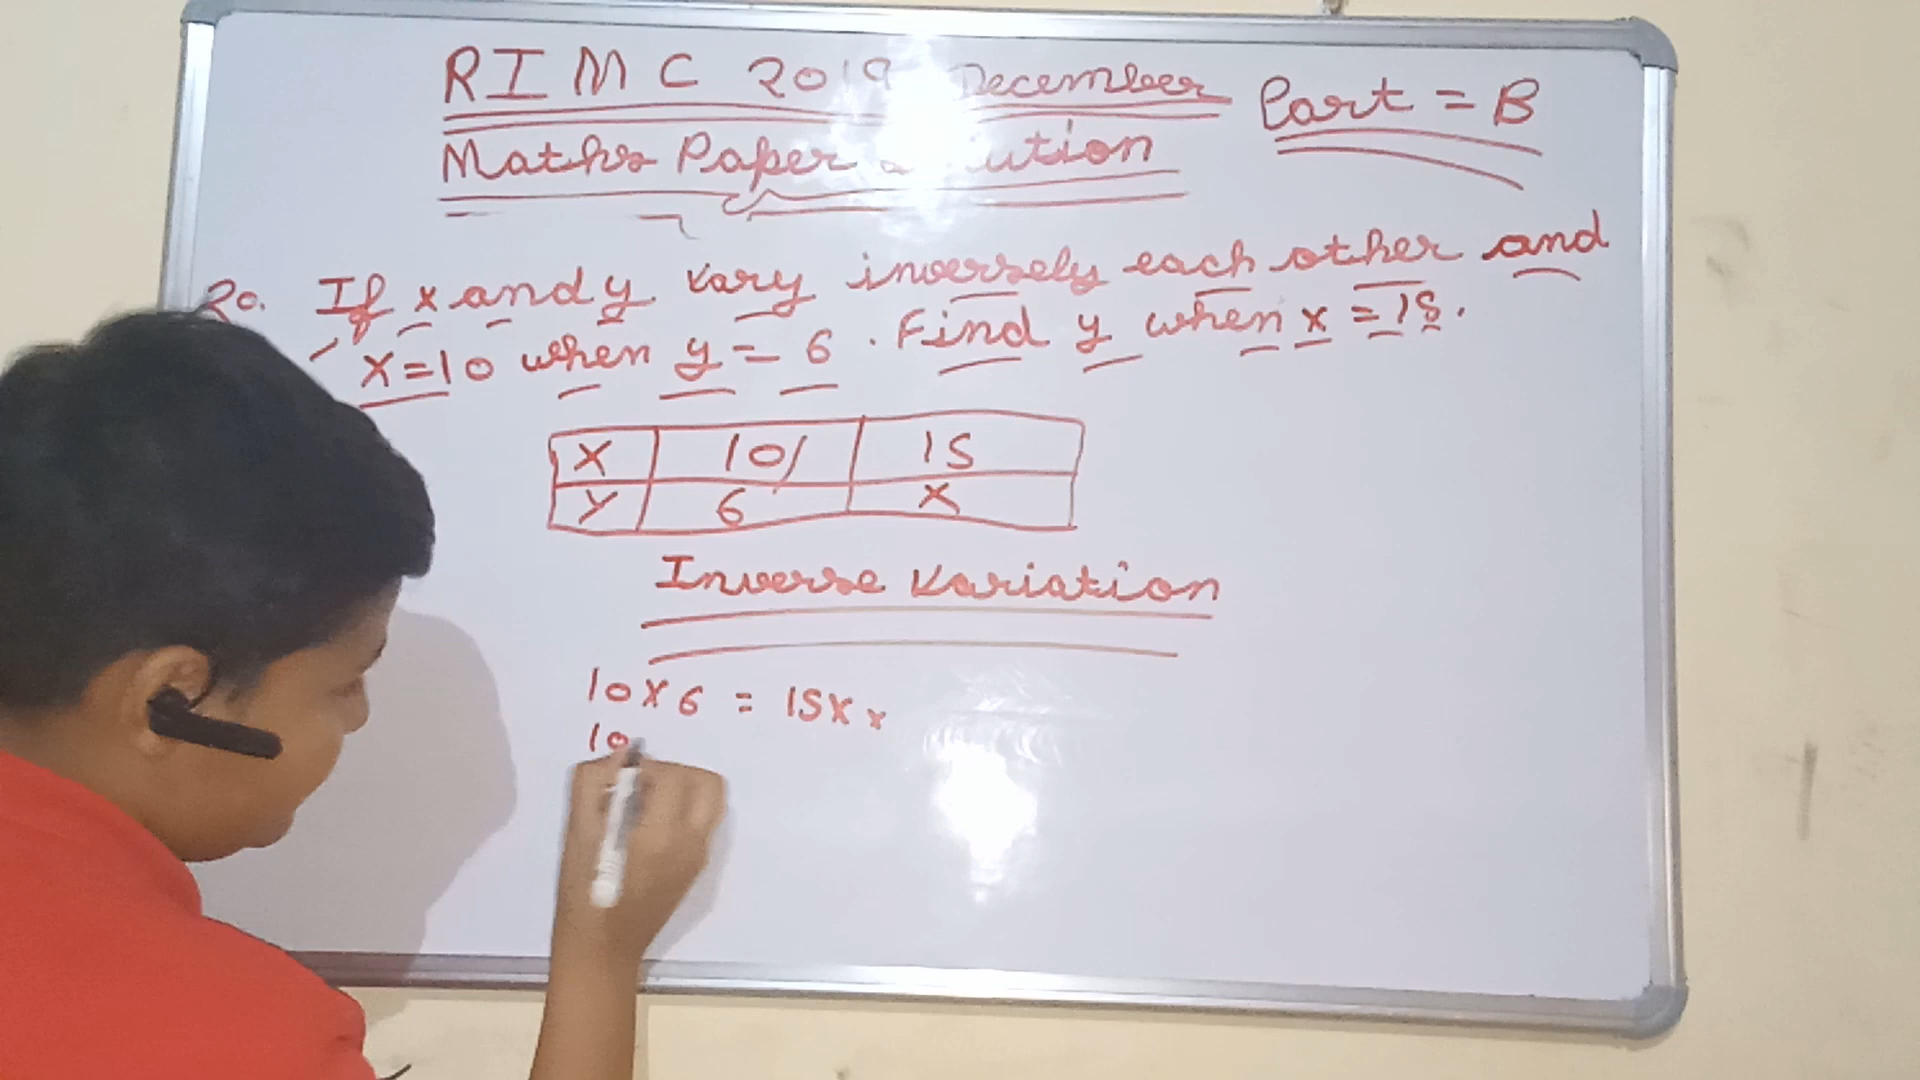 RIMC 2019 December Part = B
Maths Paper
20. If x and y vary inversely each other and
x=10 when y = 6. Find y when x = 15.
X 10 15
Y 6 x
Inverse Variation
10 x 6 = 15 x x
10